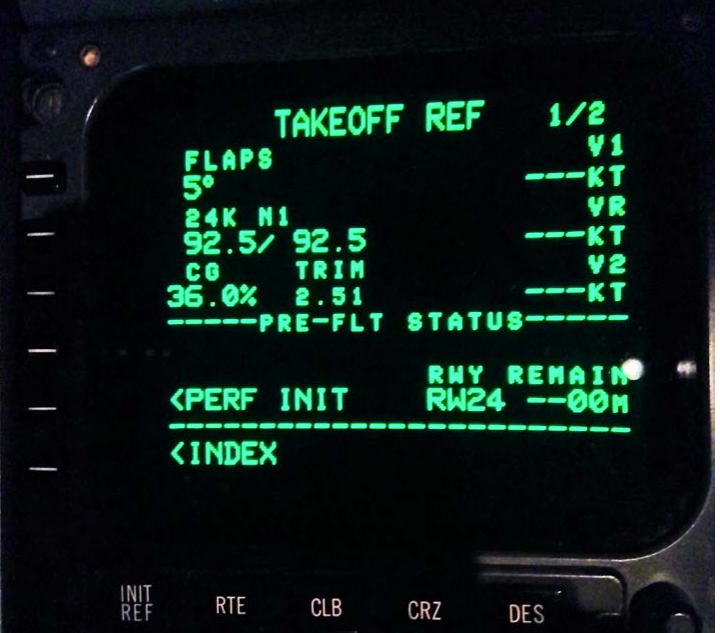 TAKEOFF REF 1/2
FLAPS V1
5° ---KT
24K N1 VR
92.5/ 92.5 ---KT
CG TRIM V2
36.0% 2.51 ---KT
-----PRE-FLT STATUS-----
RWY REMAIN
<PERF INIT RW24 --00M
------------------------
<INDEX
INIT REF RTE CLB CRZ DES